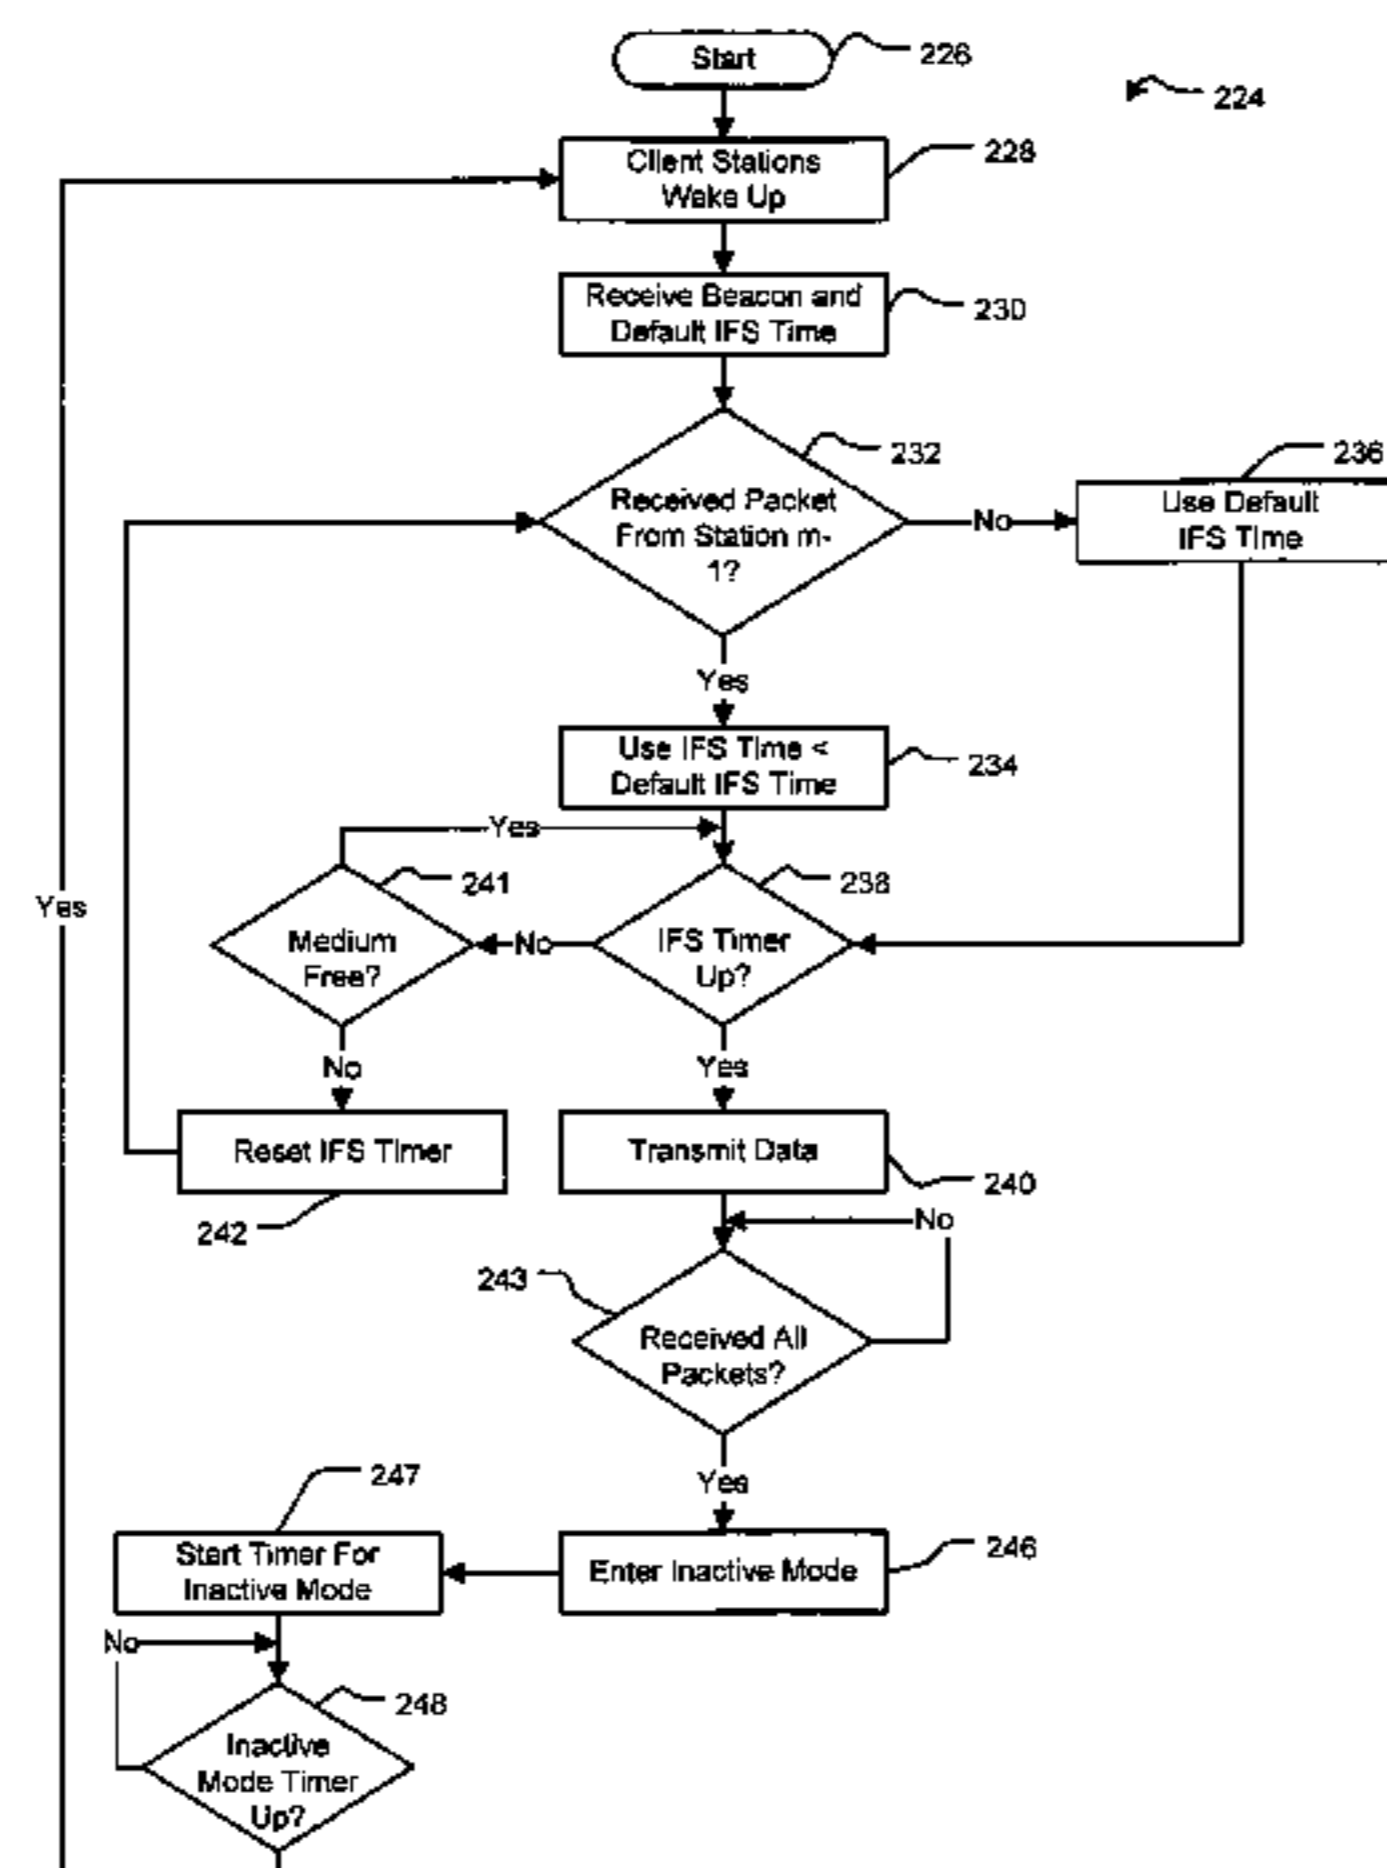 Start
226
224
Client Stations
Wake Up
228
Receive Beacon and
Default IFS Time
230
232
Received Packet
From Station m-
1?
No
236
Use Default
IFS Time
Yes
Use IFS Time <
Default IFS Time
234
Yes
241
238
Yes
Medium
Free?
No
IFS Timer
Up?
No
Yes
Reset IFS Timer
Transmit Data
240
242
No
243
Received All
Packets?
Yes
247
Start Timer For
Inactive Mode
Enter Inactive Mode
246
No
248
Inactive
Mode Timer
Up?